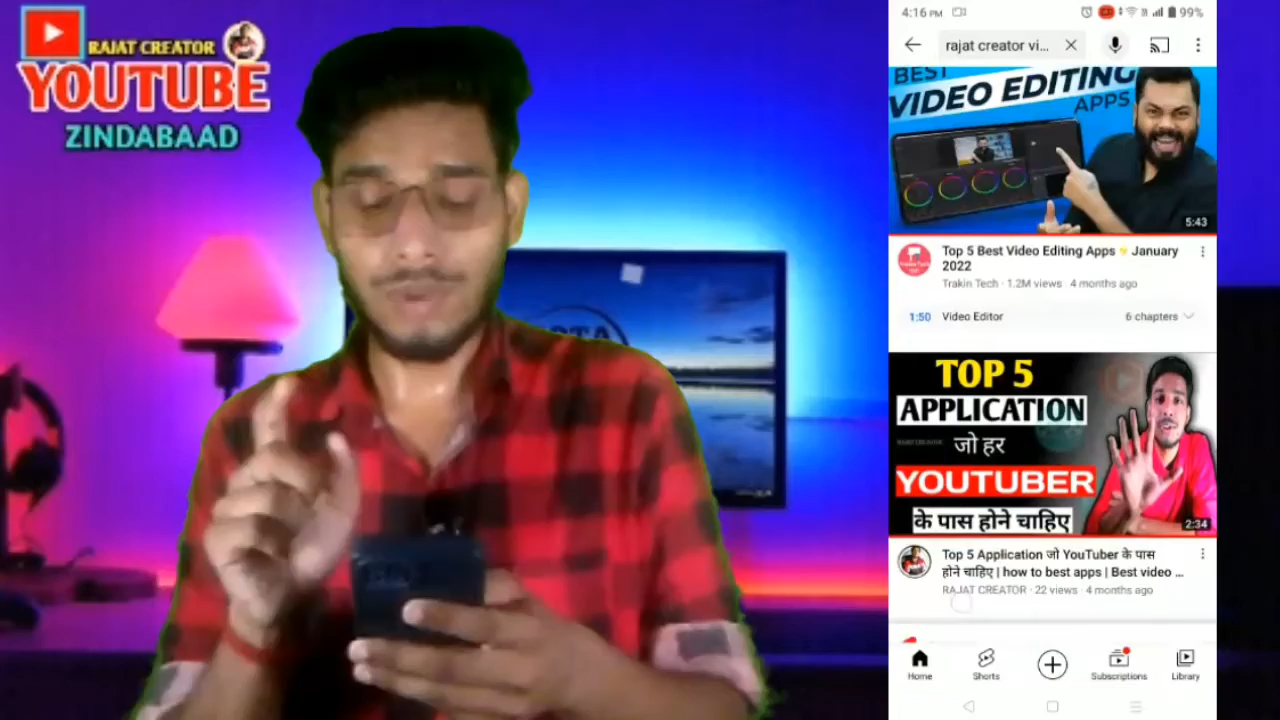 RAJAT CREATOR
YOUTUBE
ZINDABAAD
4:16 PM
99%
rajat creator vi...
BEST
VIDEO EDITING
APPS
5:43
Top 5 Best Video Editing Apps January
2022
Trakin Tech · 1.2M views · 4 months ago
1:50 Video Editor
6 chapters
TOP 5
APPLICATION
जो हर
YOUTUBER
के पास होने चाहिए
2:34
Top 5 Application जो YouTuber के पास
होने चाहिए | how to best apps | Best video ...
RAJAT CREATOR · 22 views · 4 months ago
Home
Shorts
Subscriptions
Library